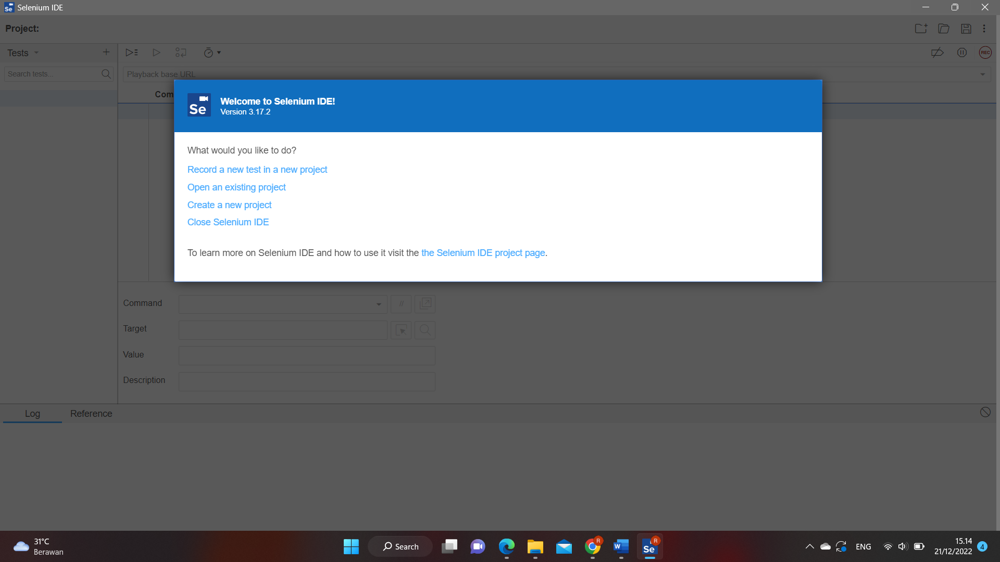 Se Selenium IDE
Project:
Tests
Search tests...
Playback base URL
Com
REC
Se
Welcome to Selenium IDE!
Version 3.17.2
What would you like to do?
Record a new test in a new project
Open an existing project
Create a new project
Close Selenium IDE
To learn more on Selenium IDE and how to use it visit the the Selenium IDE project page.
Command
//
Target
Value
Description
Log Reference
31°C
Berawan
Search
R
W
R
Se
ENG
15.14
21/12/2022
4